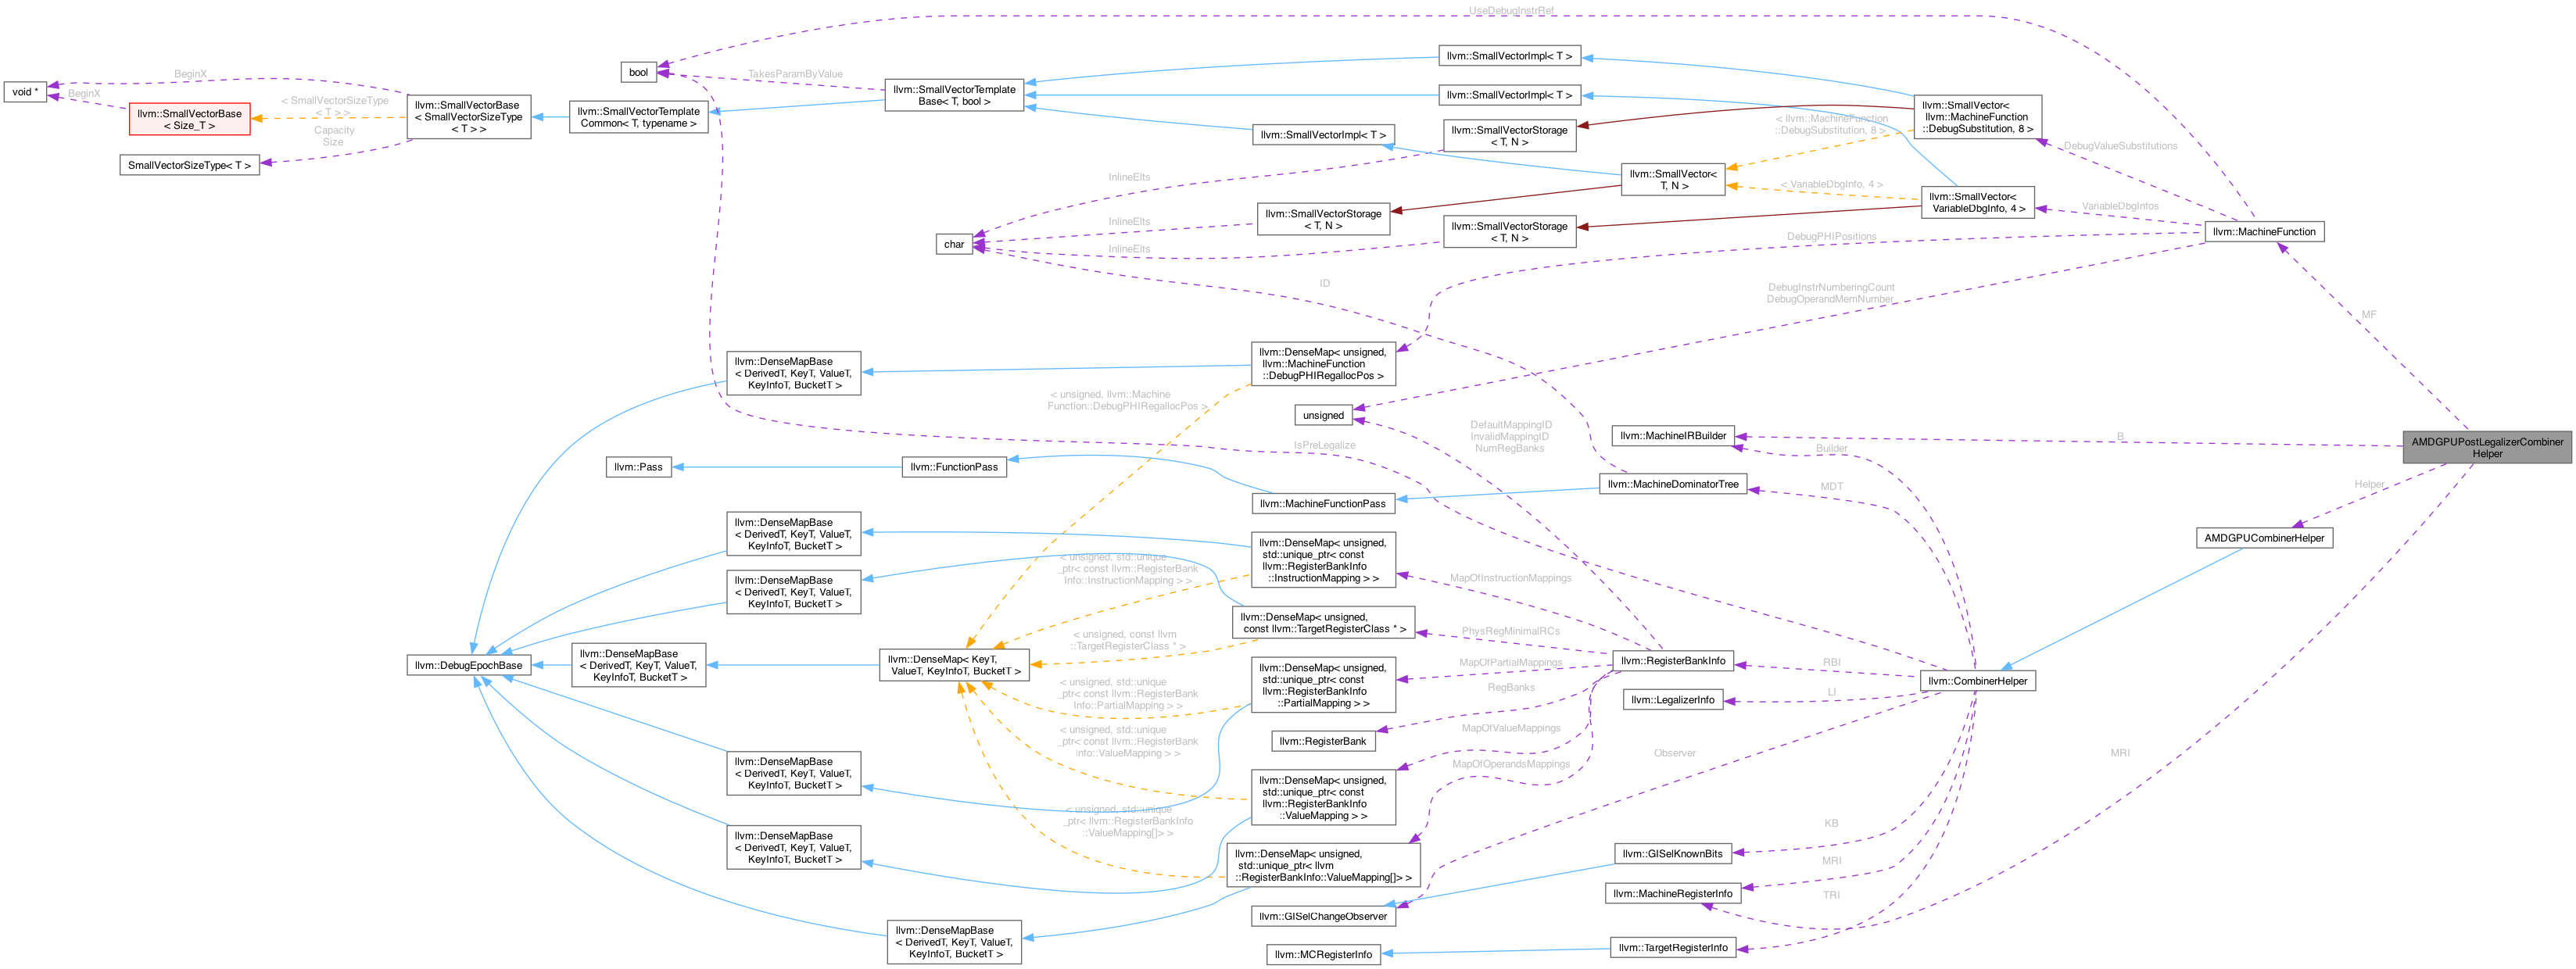 UseDebugInstrRef
llvm::SmallVectorImpl< T >
bool
BeginX
TakesParamByValue
void *
BeginX
< SmallVectorSizeType
< T > >
llvm::SmallVectorBase
< Size_T >
llvm::SmallVectorBase
< SmallVectorSizeType
< T > >
llvm::SmallVectorTemplate
Common< T, typename >
llvm::SmallVectorTemplate
Base< T, bool >
llvm::SmallVectorImpl< T >
llvm::SmallVector<
llvm::MachineFunction
::DebugSubstitution, 8 >
Capacity
Size
SmallVectorSizeType< T >
llvm::SmallVectorImpl< T >
llvm::SmallVectorStorage
< T, N >
< llvm::MachineFunction
::DebugSubstitution, 8 >
DebugValueSubstitutions
InlineElts
llvm::SmallVector<
T, N >
< VariableDbgInfo, 4 >
llvm::SmallVector<
VariableDbgInfo, 4 >
VariableDbgInfos
llvm::MachineFunction
InlineElts
llvm::SmallVectorStorage
< T, N >
llvm::SmallVectorStorage
< T, N >
char
InlineElts
DebugPHIPositions
ID
DebugInstrNumberingCount
DebugOperandMemNumber
MF
llvm::DenseMapBase
< DerivedT, KeyT, ValueT,
KeyInfoT, BucketT >
llvm::DenseMap< unsigned,
llvm::MachineFunction
::DebugPHIRegallocPos >
< unsigned, llvm::Machine
Function::DebugPHIRegallocPos >
unsigned
IsPreLegalize
DefaultMappingID
InvalidMappingID
NumRegBanks
llvm::MachineIRBuilder
B
Builder
AMDGPUPostLegalizerCombiner
Helper
llvm::Pass
llvm::FunctionPass
llvm::MachineFunctionPass
llvm::MachineDominatorTree
MDT
Helper
AMDGPUCombinerHelper
llvm::DenseMapBase
< DerivedT, KeyT, ValueT,
KeyInfoT, BucketT >
llvm::DenseMap< unsigned,
std::unique_ptr< const
llvm::RegisterBankInfo
::InstructionMapping > >
< unsigned, std::unique
_ptr< const llvm::RegisterBank
Info::InstructionMapping > >
MapOfInstructionMappings
llvm::DenseMapBase
< DerivedT, KeyT, ValueT,
KeyInfoT, BucketT >
llvm::DenseMap< unsigned,
const llvm::TargetRegisterClass * >
< unsigned, const llvm
::TargetRegisterClass * >
PhysRegMinimalRCs
llvm::DebugEpochBase
llvm::DenseMapBase
< DerivedT, KeyT, ValueT,
KeyInfoT, BucketT >
llvm::DenseMap< KeyT,
ValueT, KeyInfoT, BucketT >
llvm::RegisterBankInfo
RBI
llvm::CombinerHelper
MapOfPartialMappings
llvm::DenseMap< unsigned,
std::unique_ptr< const
llvm::RegisterBankInfo
::PartialMapping > >
< unsigned, std::unique
_ptr< const llvm::RegisterBank
Info::PartialMapping > >
RegBanks
llvm::LegalizerInfo
LI
llvm::RegisterBank
MapOfValueMappings
< unsigned, std::unique
_ptr< const llvm::RegisterBank
Info::ValueMapping > >
MapOfOperandsMappings
Observer
MRI
llvm::DenseMapBase
< DerivedT, KeyT, ValueT,
KeyInfoT, BucketT >
llvm::DenseMap< unsigned,
std::unique_ptr< const
llvm::RegisterBankInfo
::ValueMapping > >
< unsigned, std::unique
_ptr< llvm::RegisterBankInfo
::ValueMapping[]> >
KB
llvm::DenseMapBase
< DerivedT, KeyT, ValueT,
KeyInfoT, BucketT >
llvm::DenseMap< unsigned,
std::unique_ptr< llvm
::RegisterBankInfo::ValueMapping[]> >
llvm::GISelKnownBits
MRI
llvm::MachineRegisterInfo
TRI
llvm::GISelChangeObserver
llvm::DenseMapBase
< DerivedT, KeyT, ValueT,
KeyInfoT, BucketT >
llvm::MCRegisterInfo
llvm::TargetRegisterInfo